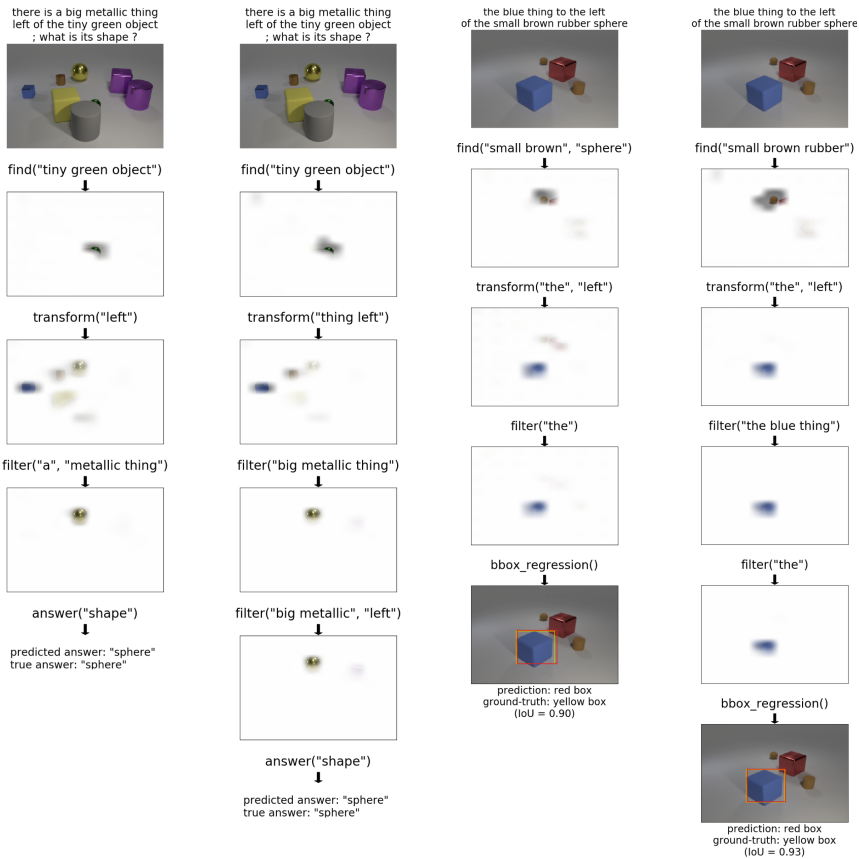 there is a big metallic thing
left of the tiny green object
; what is its shape ?
find("tiny green object")
transform("left")
filter("a", "metallic thing")
answer("shape")
predicted answer: "sphere"
true answer: "sphere"
there is a big metallic thing
left of the tiny green object
; what is its shape ?
find("tiny green object")
transform("thing left")
filter("big metallic thing")
filter("big metallic", "left")
answer("shape")
predicted answer: "sphere"
true answer: "sphere"
the blue thing to the left
of the small brown rubber sphere
find("small brown", "sphere")
transform("the", "left")
filter("the")
bbox_regression()
prediction: red box
ground-truth: yellow box
(IoU = 0.90)
the blue thing to the left
of the small brown rubber sphere
find("small brown rubber")
transform("the", "left")
filter("the blue thing")
filter("the")
bbox_regression()
prediction: red box
ground-truth: yellow box
(IoU = 0.93)